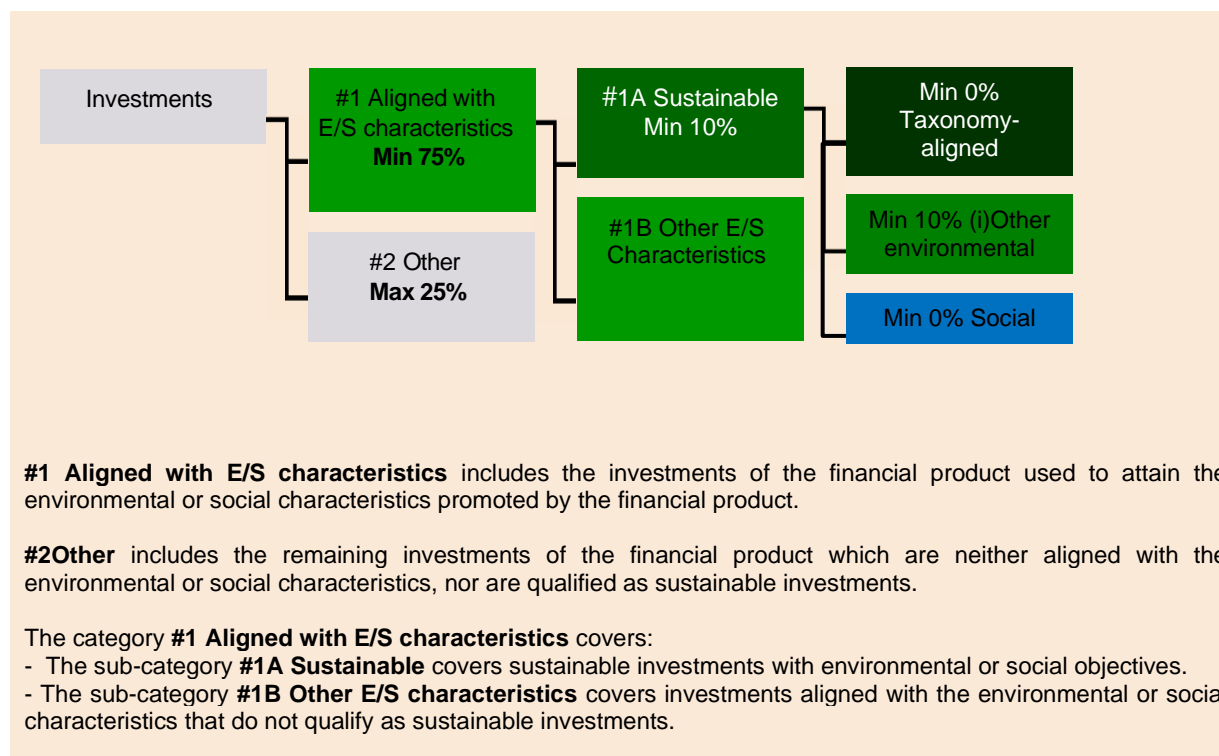 Investments
#1 Aligned with
E/S characteristics
Min 75%
#2 Other
Max 25%
#1A Sustainable
Min 10%
#1B Other E/S
Characteristics
Min 0%
Taxonomy-
aligned
Min 10% (i)Other
environmental
Min 0% Social
#1 Aligned with E/S characteristics includes the investments of the financial product used to attain the
environmental or social characteristics promoted by the financial product.
#2Other includes the remaining investments of the financial product which are neither aligned with the
environmental or social characteristics, nor are qualified as sustainable investments.
The category #1 Aligned with E/S characteristics covers:
- The sub-category #1A Sustainable covers sustainable investments with environmental or social objectives.
- The sub-category #1B Other E/S characteristics covers investments aligned with the environmental or social
characteristics that do not qualify as sustainable investments.